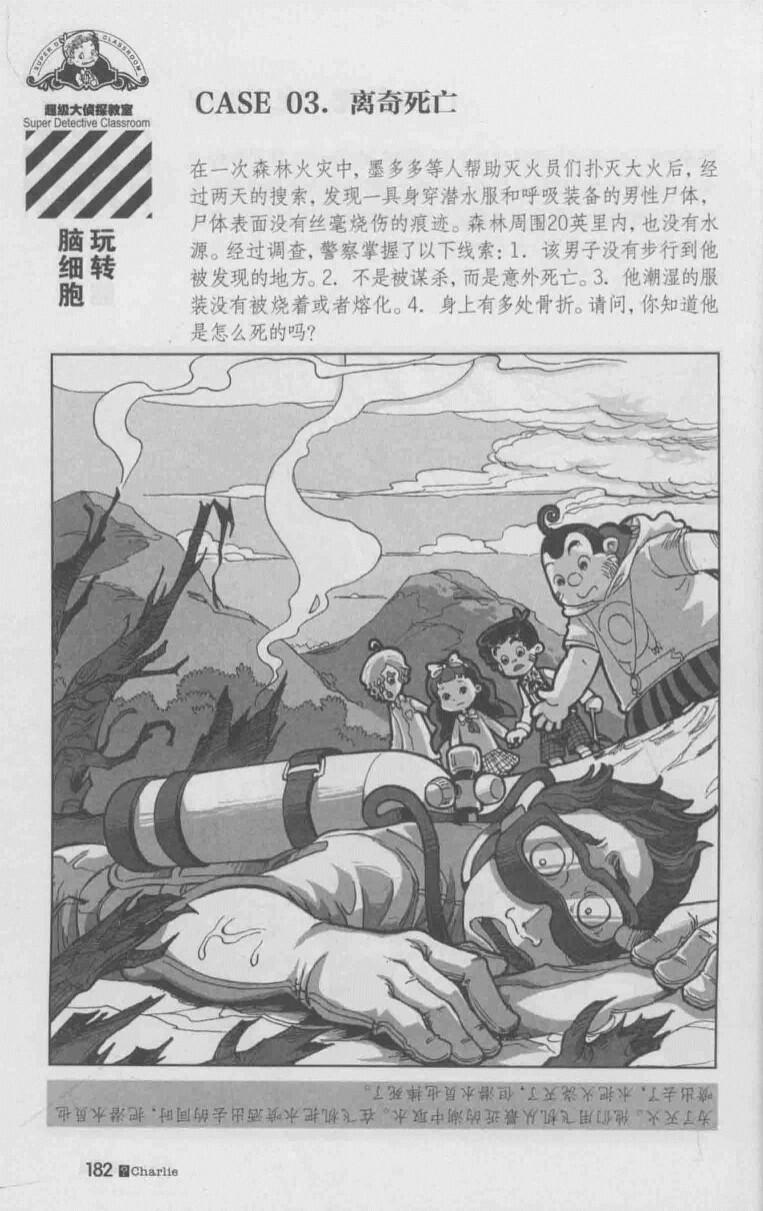 SUPER DETECTIVE CLASSROOM
超级大侦探教室
Super Detective Classroom
玩转
脑细胞
CASE 03. 离奇死亡
在一次森林火灾中，墨多多等人帮助灭火员们扑灭大火后，经
过两天的搜索，发现一具身穿潜水服和呼吸装备的男性尸体，
尸体表面没有丝毫烧伤的痕迹。森林周围20英里内，也没有水
源。经过调查，警察掌握了以下线索：1. 该男子没有步行到他
被发现的地方。2. 不是被谋杀，而是意外死亡。3. 他潮湿的服
装没有被烧着或者熔化。4. 身上有多处骨折。请问，你知道他
是怎么死的吗？
为了灭火。他们用飞机从最近的湖中取水。在飞机把水喷洒出去的同时，把潜水员也
喷出去了，水把火浇灭了，但潜水员也摔死了。
182 Charlie